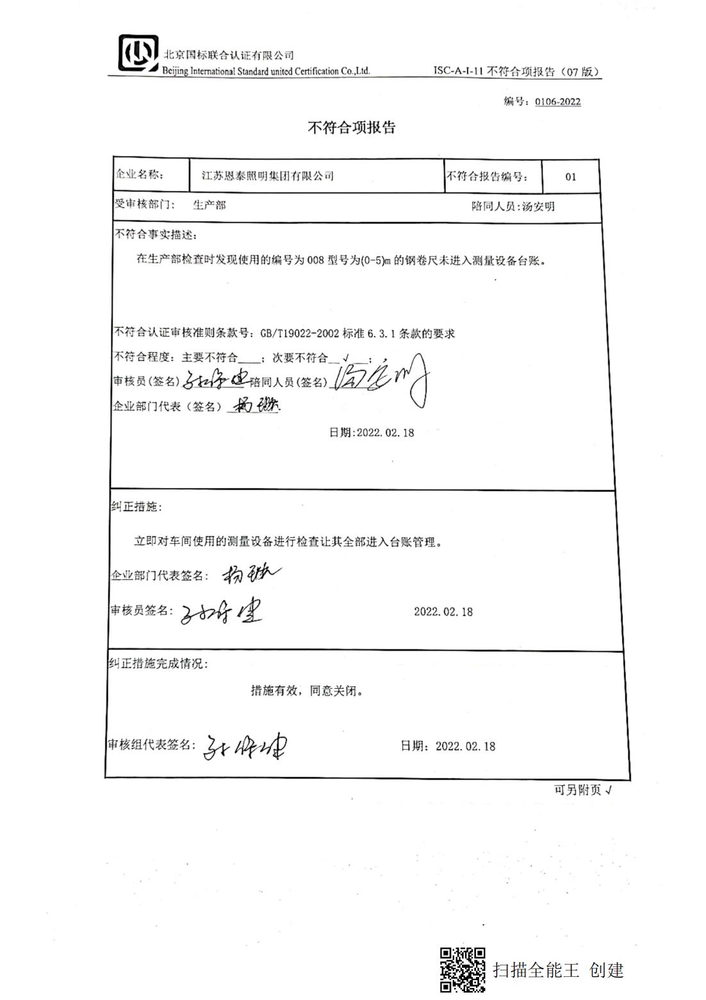 北京国标联合认证有限公司
Beijing International Standard united Certification Co.,Ltd. ISC-A-I-11 不符合项报告（07 版）
编号：0106-2022
不符合项报告
企业名称： 江苏恩泰照明集团有限公司 不符合报告编号： 01
受审核部门： 生产部 陪同人员:汤安明
不符合事实描述：
在生产部检查时发现使用的编号为 008 型号为(0-5)m 的钢卷尺未进入测量设备台账。
不符合认证审核准则条款号：GB/T19022-2002 标准 6.3.1 条款的要求
不符合程度：主要不符合____；次要不符合__√__；
审核员(签名) 陪同人员(签名) 汤安明
企业部门代表（签名）
日期:2022.02.18
纠正措施：
立即对车间使用的测量设备进行检查让其全部进入台账管理。
企业部门代表签名：
审核员签名： 2022.02.18
纠正措施完成情况：
措施有效，同意关闭。
审核组代表签名： 日期：2022.02.18
可另附页√
扫描全能王 创建